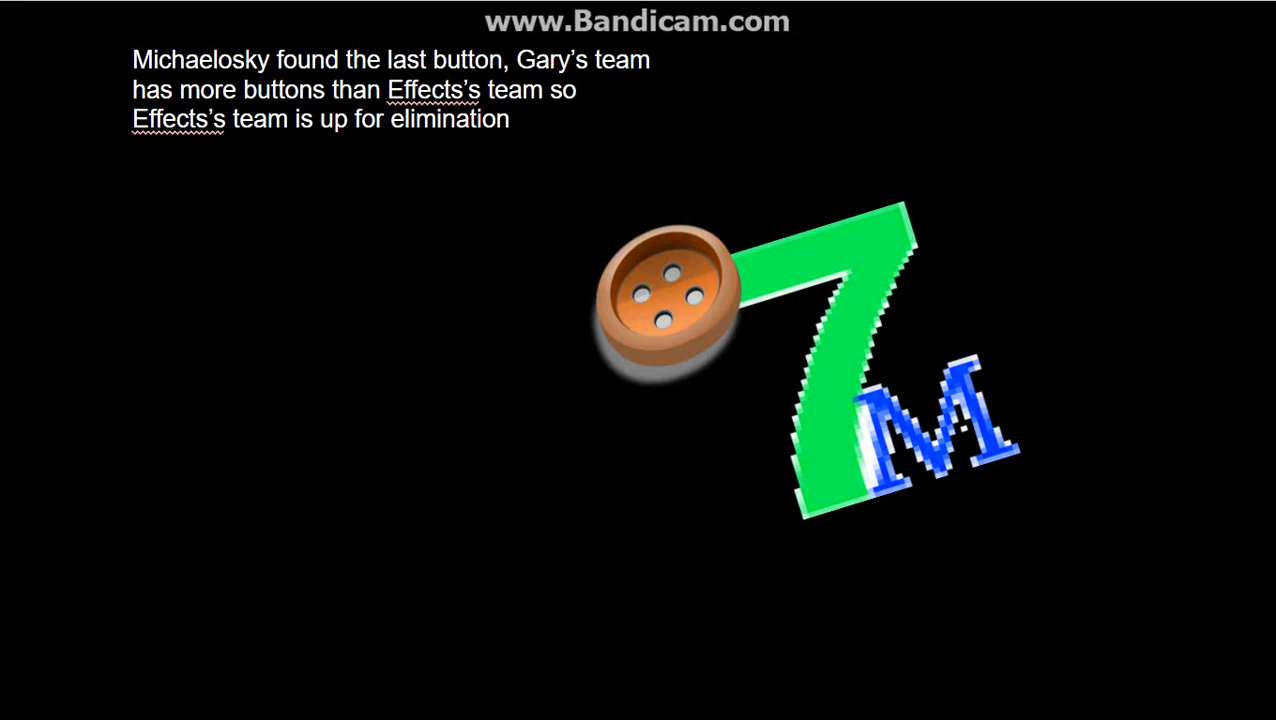 www.Bandicam.com
Michaelosky found the last button, Gary’s team
has more buttons than Effects’s team so
Effects’s team is up for elimination
7
M